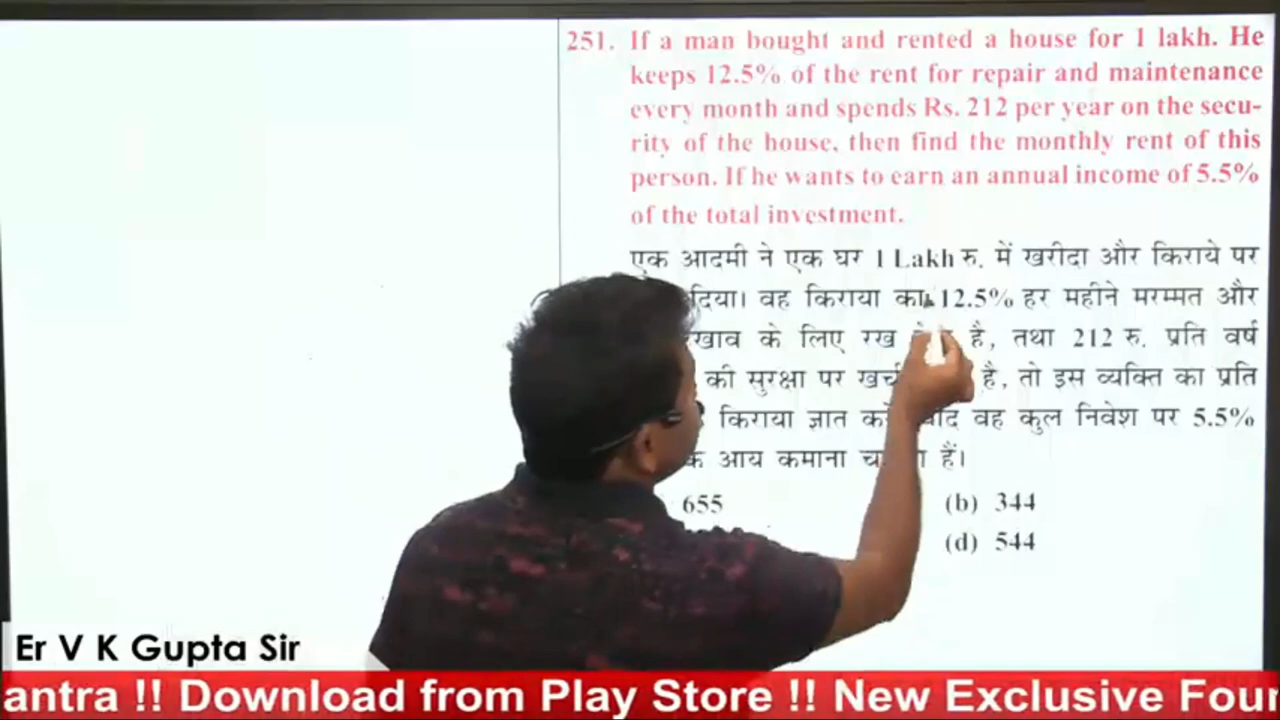 251. If a man bought and rented a house for 1 lakh. He
keeps 12.5% of the rent for repair and maintenance
every month and spends Rs. 212 per year on the secu-
rity of the house, then find the monthly rent of this
person. If he wants to earn an annual income of 5.5%
of the total investment.
एक आदमी ने एक घर 1 Lakh रु. में खरीदा और किराये पर
दिया। वह किराया का 12.5% हर महीने मरम्मत और
के लिए रख है, तथा 212 रु. प्रति वर्ष
की सुरक्षा पर है, तो इस व्यक्ति का प्रति
किराया ज्ञात वह कुल निवेश पर 5.5%
आय कमाना हैं।
655 (b) 344
(d) 544
Er V K Gupta Sir
antra !! Download from Play Store !! New Exclusive Four